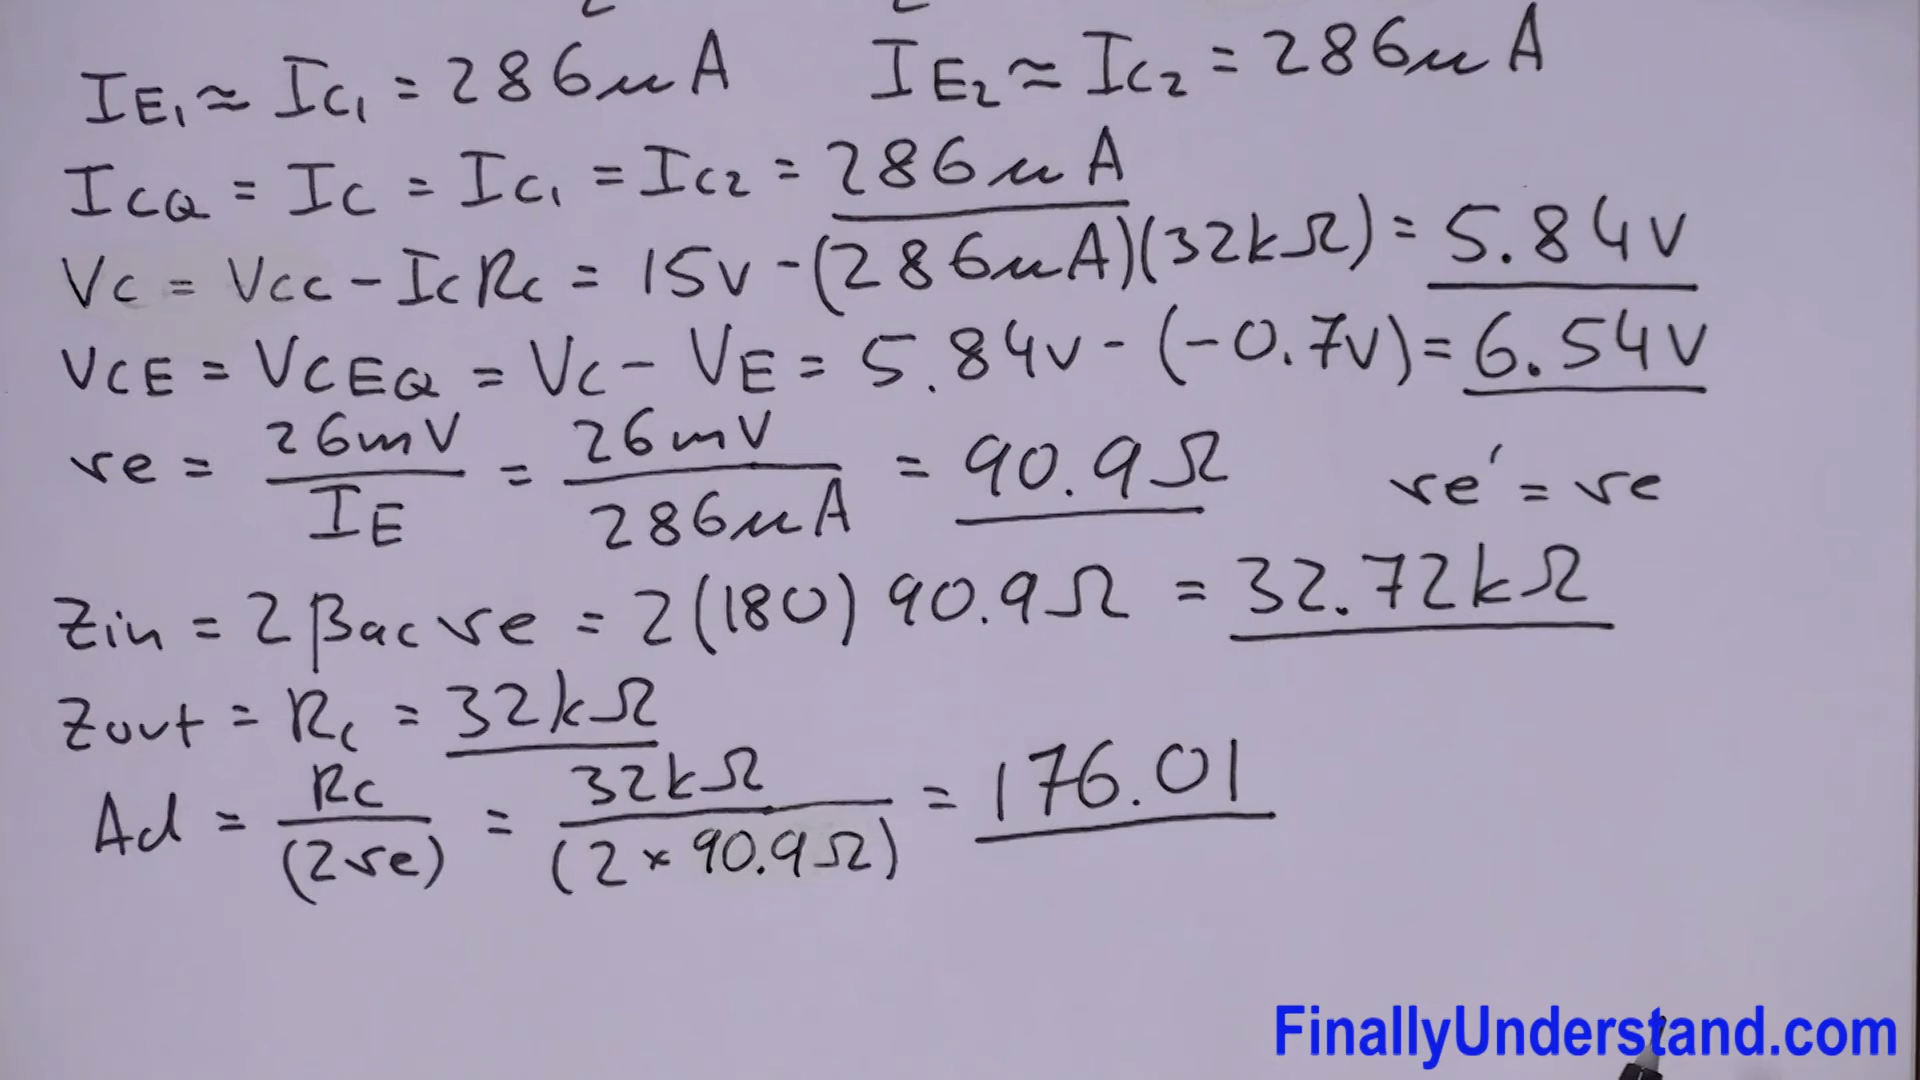 IE1 ≈ IC1 = 286μA IE2 ≈ IC2 = 286μA
ICQ = IC = IC1 = IC2 = 286μA
VC = VCC - ICRC = 15V - (286μA)(32kΩ) = 5.84V
VCE = VCEQ = VC - VE = 5.84V - (-0.7V) = 6.54V
re = 26mV / IE = 26mV / 286μA = 90.9Ω re' = re
Zin = 2βac re = 2(180) 90.9Ω = 32.72kΩ
Zout = RC = 32kΩ
Ad = RC / (2re) = 32kΩ / (2 × 90.9Ω) = 176.01
FinallyUnderstand.com